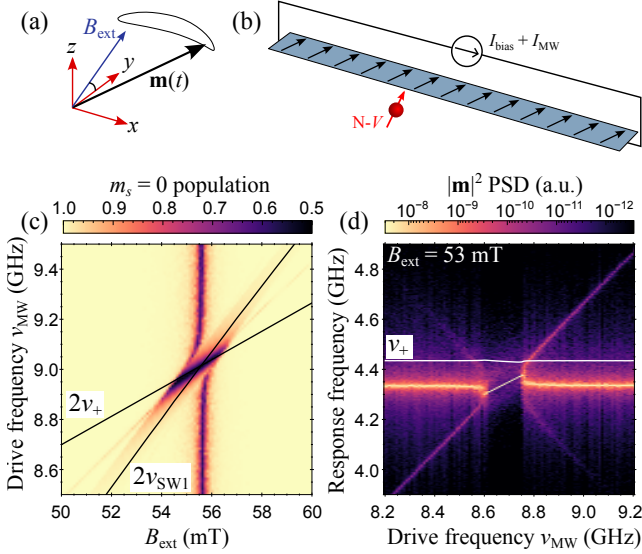 (a)
B_ext
z
y
x
m(t)
(b)
I_bias + I_MW
N-V
m_s = 0 population
1.0 0.9 0.8 0.7 0.6 0.5
(c)
Drive frequency ν_MW (GHz)
9.4
9.2
9.0
8.8
8.6
2ν_+
2ν_SW1
50 52 54 56 58 60
B_ext (mT)
|m|² PSD (a.u.)
10⁻⁸ 10⁻⁹ 10⁻¹⁰ 10⁻¹¹ 10⁻¹²
(d)
B_ext = 53 mT
Response frequency (GHz)
4.8
4.6
4.4
4.2
4.0
ν_+
8.2 8.4 8.6 8.8 9.0 9.2
Drive frequency ν_MW (GHz)